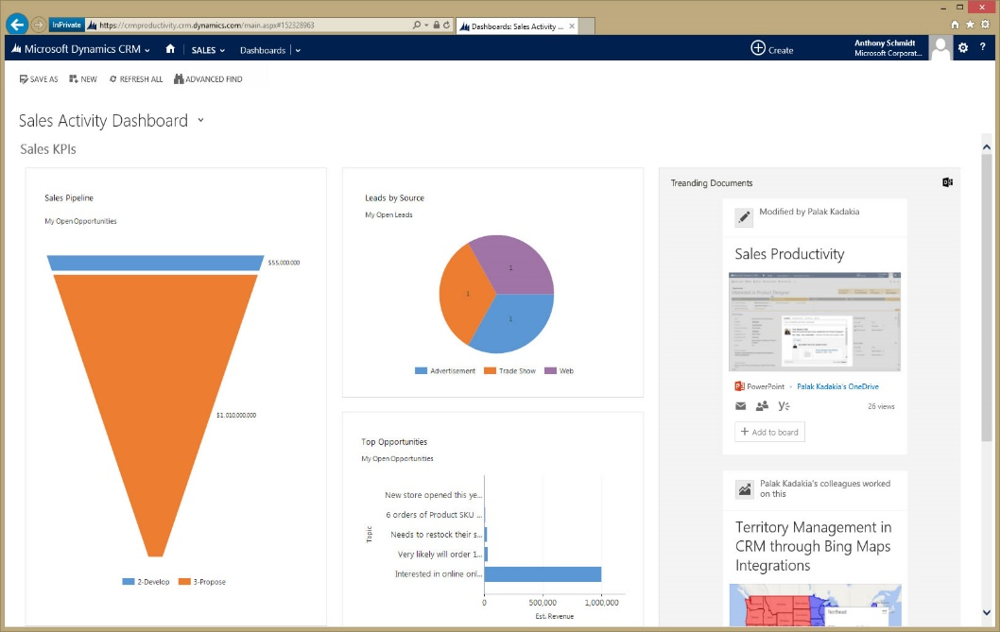 InPrivate
https://crmproductivity.crm.dynamics.com/main.aspx#152328963
Dashboards: Sales Activity ...
Microsoft Dynamics CRM
SALES
Dashboards
Create
Anthony Schmidt
Microsoft Corporat...
?
SAVE AS
NEW
REFRESH ALL
ADVANCED FIND
Sales Activity Dashboard
Sales KPIs
Sales Pipeline
My Open Opportunities
$55,000.000
$1, 010,000.000
2-Develop
3-Propose
Leads by Source
My Open Leads
1
1
1
Advertisement
Trade Show
Web
Top Opportunities
My Open Opportunities
Topic
New store opened this ye...
6 orders of Product SKU ...
Needs to restock their s...
Very likely will order 1...
Interested in online onl...
0
500,000
1,000,000
Est. Revenue
Treanding Documents
Modified by Palak Kadakia
Sales Productivity
PowerPoint
Palak Kadakia's OneDrive
26 views
+ Add to board
Palak Kadakia's colleagues worked
on this
Territory Management in
CRM through Bing Maps
Integrations
Northeast